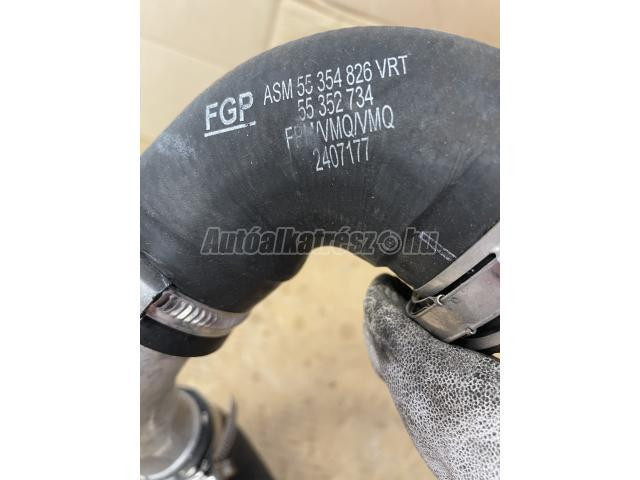 FGP
ASM 55 354 826 VRT
55 352 734
FPM/VMQ/VMQ
2407177
Autóalkatrész.hu